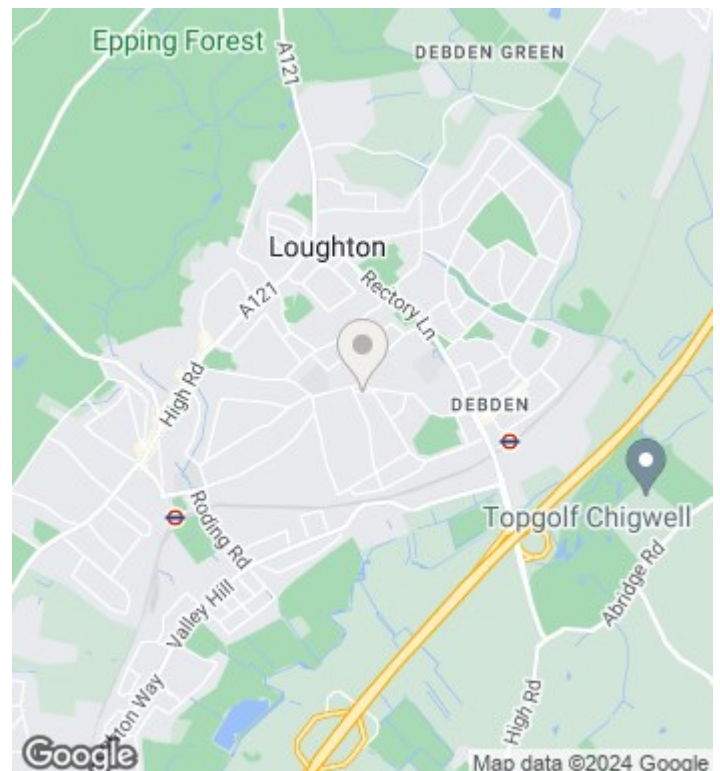 Epping Forest
A121
DEBDEN GREEN
Loughton
A121
Rectory Ln
High Rd
DEBDEN
Roding Rd
Topgolf Chigwell
Valley Hill
Abridge Rd
High Rd
Way
Google
Map data ©2024 Google